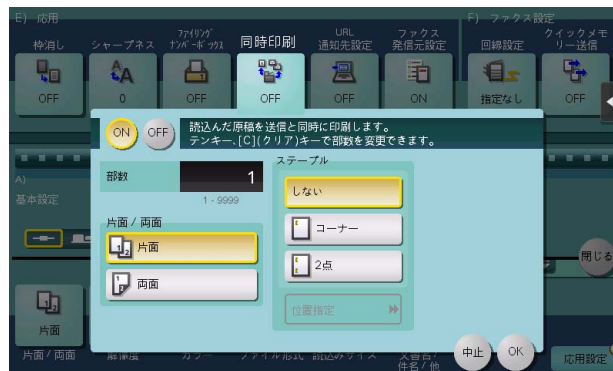 E) 応用
F) ファクス設定
枠消し
シャープネス
ファイリング
ナンバーボックス
同時印刷
URL
通知先設定
ファクス
発信元設定
回線設定
クイックメモ
リー送信
OFF
0
OFF
OFF
OFF
ON
指定なし
OFF
ON
OFF
読込んだ原稿を送信と同時に印刷します。
テンキー、[C](クリア)キーで部数を変更できます。
A)
基本設定
部数
1
1 - 9999
片面 / 両面
片面
両面
ステープル
しない
コーナー
2点
位置指定
閉じる
片面
片面 / 両面
解像度
カラー
ファイル形式
読込みサイズ
文書名/
件名/他
中止
OK
応用設定